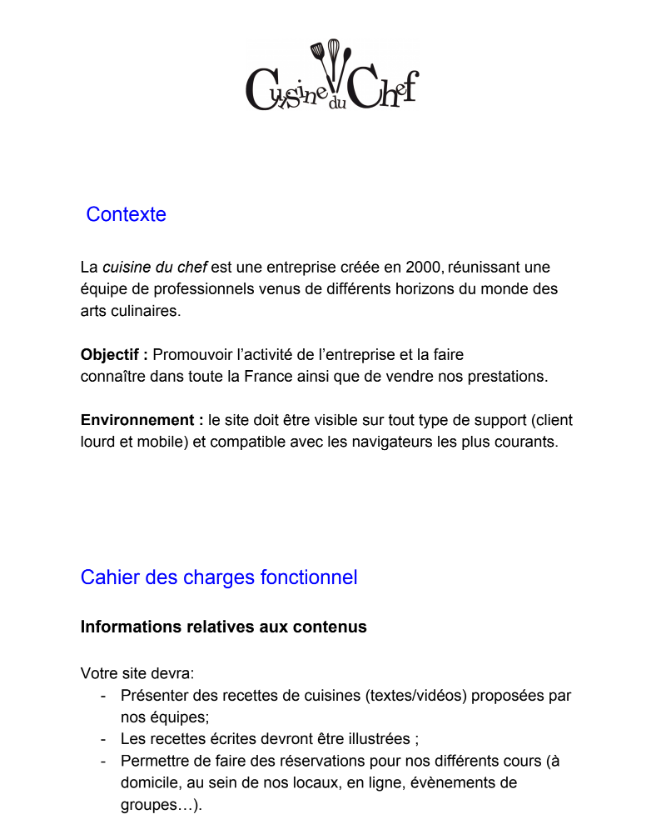 Cuisine du Chef
Contexte
La cuisine du chef est une entreprise créée en 2000, réunissant une
équipe de professionnels venus de différents horizons du monde des
arts culinaires.
Objectif : Promouvoir l'activité de l'entreprise et la faire
connaître dans toute la France ainsi que de vendre nos prestations.
Environnement : le site doit être visible sur tout type de support (client
lourd et mobile) et compatible avec les navigateurs les plus courants.
Cahier des charges fonctionnel
Informations relatives aux contenus
Votre site devra:
- Présenter des recettes de cuisines (textes/vidéos) proposées par
nos équipes;
- Les recettes écrites devront être illustrées ;
- Permettre de faire des réservations pour nos différents cours (à
domicile, au sein de nos locaux, en ligne, évènements de
groupes…).